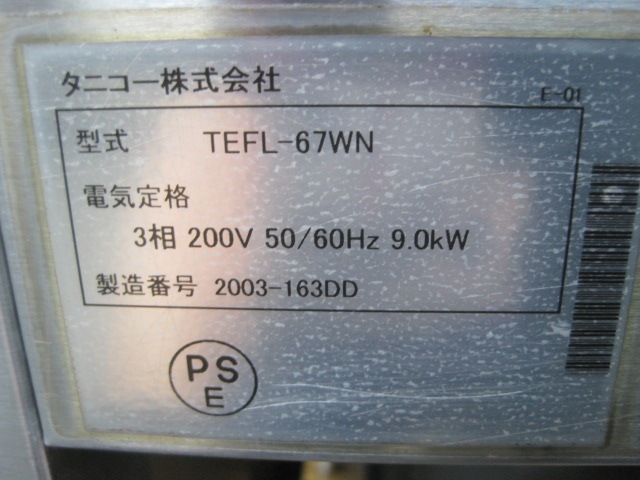 タニコー株式会社
E-01
型式 TEFL-67WN
電気定格
3相 200V 50/60Hz 9.0kW
製造番号 2003-163DD
PS
E